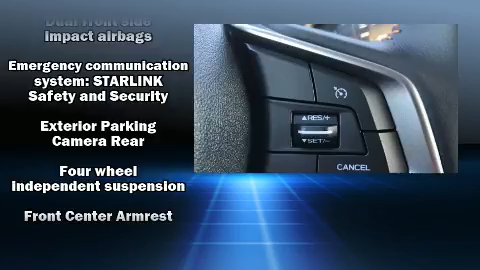 Dual front side
impact airbags
Emergency communication
system: STARLINK
Safety and Security
Exterior Parking
Camera Rear
Four wheel
independent suspension
Front Center Armrest
▲RES/+
▼SET/-
CANCEL